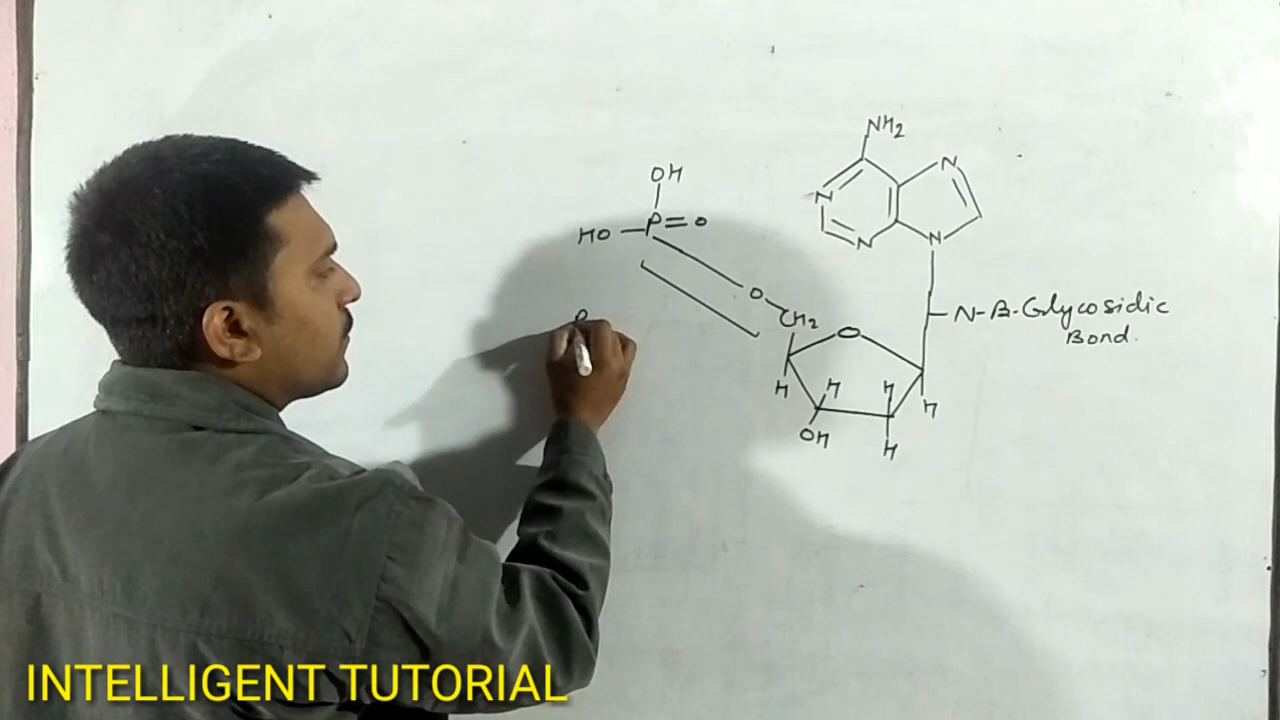 NH2
OH
N
N
HO
P
O
N
N
O
CH2
O
N-B-Glycosidic
Bond.
P
H
H
H
H
OH
H
INTELLIGENT TUTORIAL